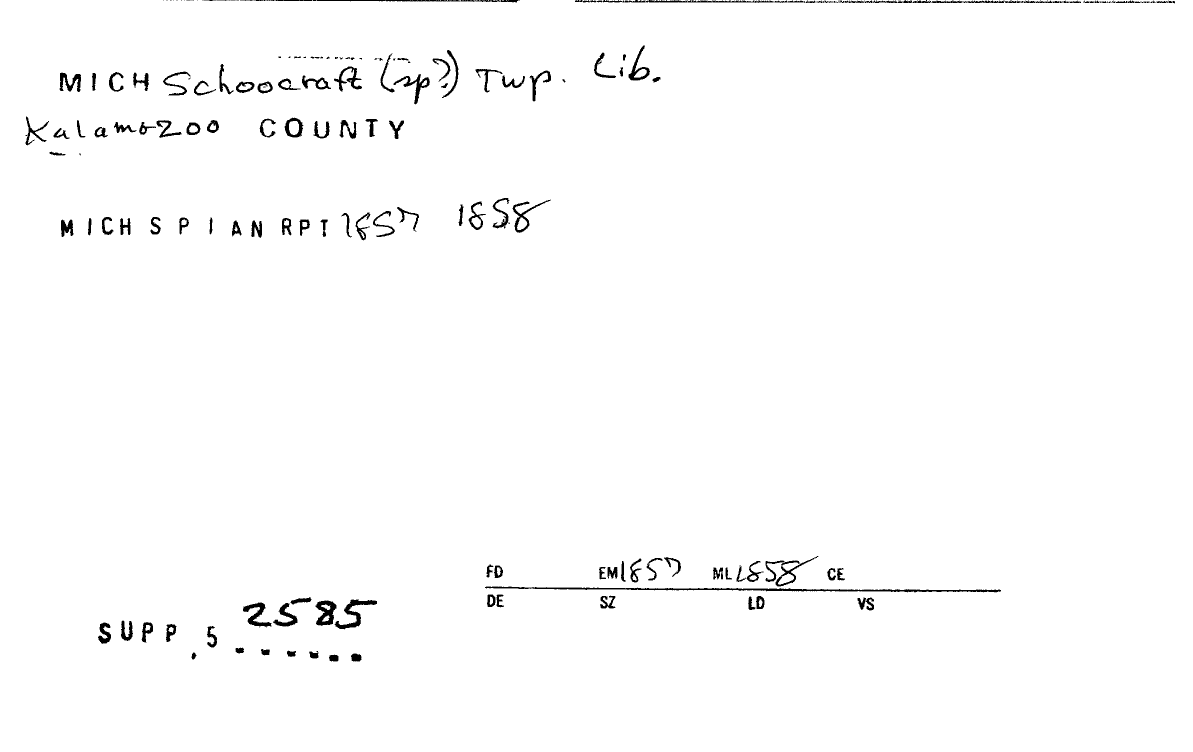 MICH Schoocraft (sp?) Twp. Lib.
Kalamazoo COUNTY
MICH S P I AN RPT 1857 1858
FD EM 1857 ML 1858 CE
DE SZ LD VS
SUPP. 5 2585